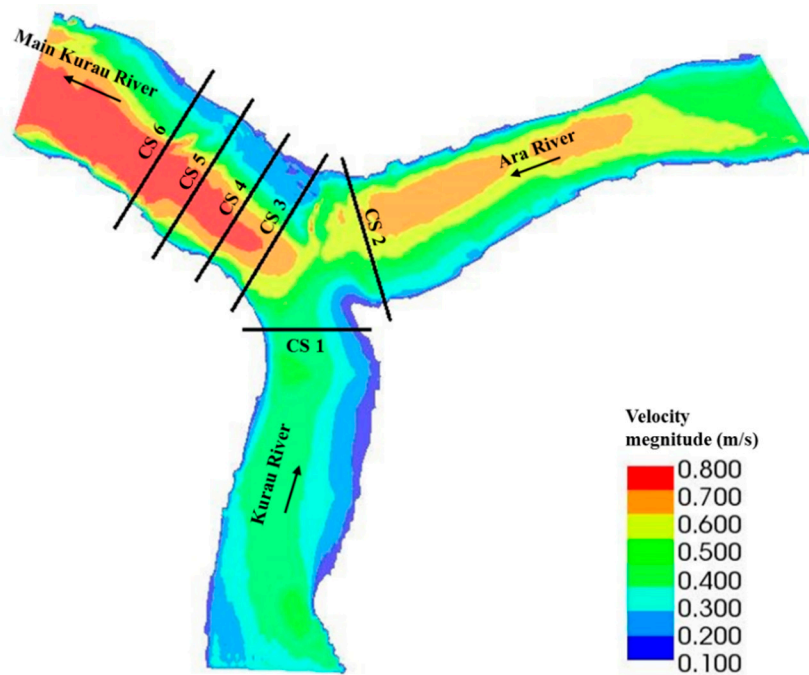 Main Kurau River
CS 6
CS 5
CS 4
CS 3
CS 2
Ara River
CS 1
Kurau River
Velocity
megnitude (m/s)
0.800
0.700
0.600
0.500
0.400
0.300
0.200
0.100